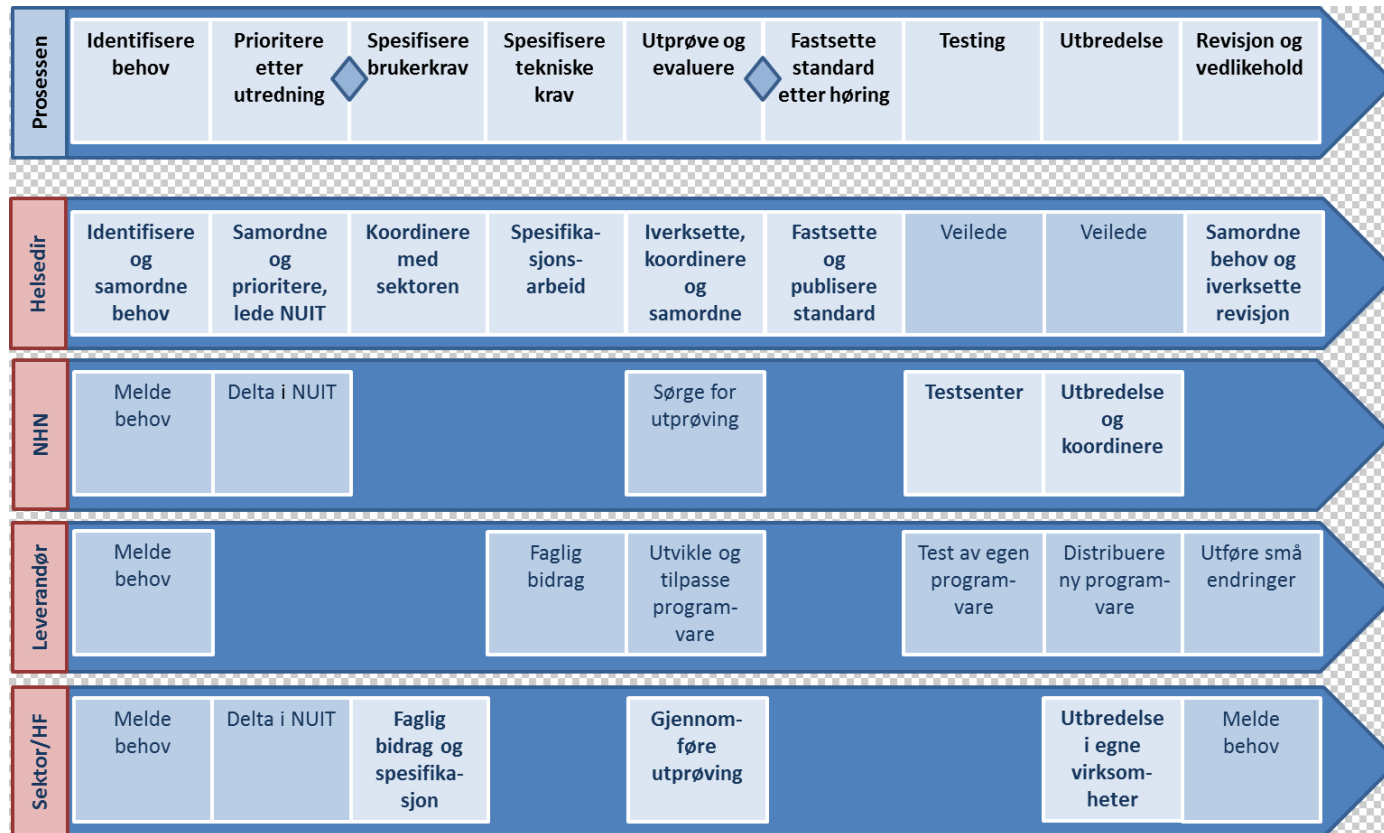 Prosessen
Identifisere
behov
Prioritere
etter
utredning
Spesifisere
brukerkrav
Spesifisere
tekniske
krav
Utprøve og
evaluere
Fastsette
standard
etter høring
Testing
Utbredelse
Revisjon og
vedlikehold
Helsedir
Identifisere
og
samordne
behov
Samordne
og
prioritere,
lede NUIT
Koordinere
med
sektoren
Spesifika-
sjons-
arbeid
Iverksette,
koordinere
og
samordne
Fastsette
og
publisere
standard
Veilede
Veilede
Samordne
behov og
iverksette
revisjon
NHN
Melde
behov
Delta i NUIT
Sørge for
utprøving
Testsenter
Utbredelse
og
koordinere
Leverandør
Melde
behov
Faglig
bidrag
Utvikle og
tilpasse
program-
vare
Test av egen
program-
vare
Distribuere
ny program-
vare
Utføre små
endringer
Sektor/HF
Melde
behov
Delta i NUIT
Faglig
bidrag og
spesifika-
sjon
Gjennom-
føre
utprøving
Utbredelse
i egne
virksom-
heter
Melde
behov